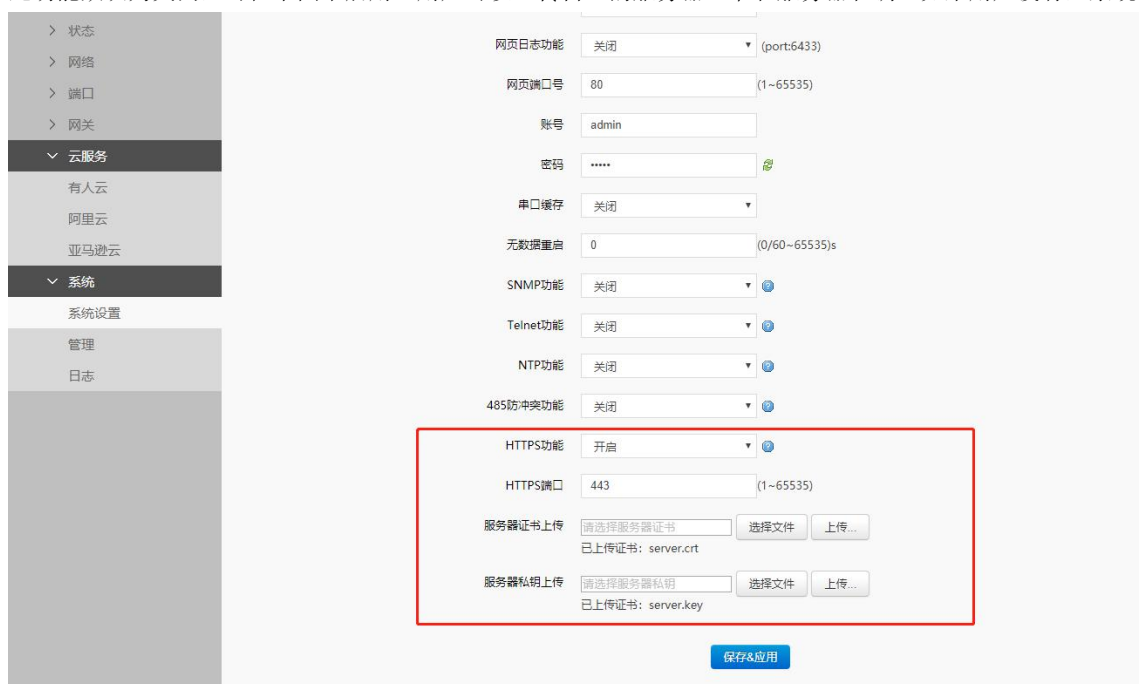 状态
网络
端口
网关
云服务
有人云
阿里云
亚马逊云
系统
系统设置
管理
日志
网页日志功能 关闭 (port:6433)
网页端口号 80 (1~65535)
账号 admin
密码 •••••
串口缓存 关闭
无数据重启 0 (0/60~65535)s
SNMP功能 关闭
Telnet功能 关闭
NTP功能 关闭
485防冲突功能 关闭
HTTPS功能 开启
HTTPS端口 443 (1~65535)
服务器证书上传 请选择服务器证书 选择文件 上传...
已上传证书：server.crt
服务器私钥上传 请选择服务器私钥 选择文件 上传...
已上传证书：server.key
保存&应用